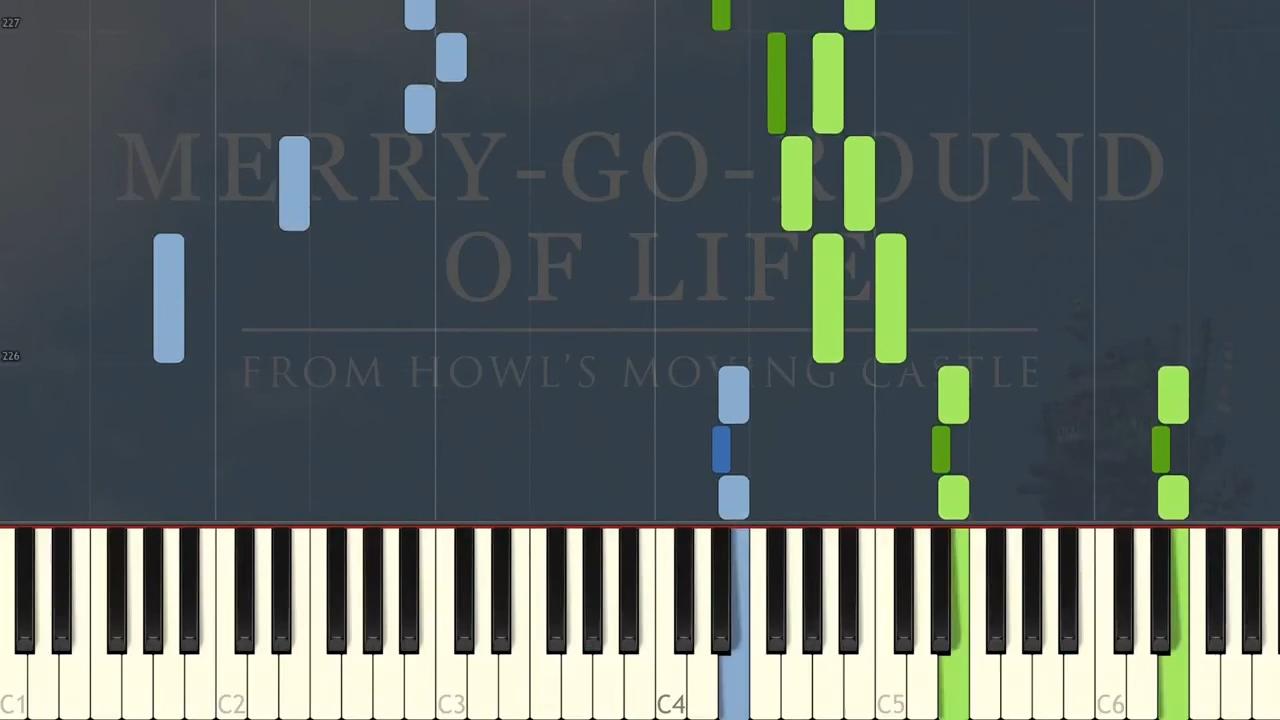 227
MERRY-GO-ROUND
OF LIFE
226
FROM HOWL'S MOVING CASTLE
C1 C2 C3 C4 C5 C6